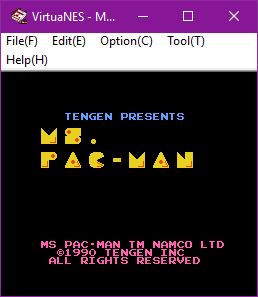 VirtuaNES - M...
File(F) Edit(E) Option(C) Tool(T)
Help(H)
TENGEN PRESENTS
MS.
PAC-MAN
MS PAC-MAN TM NAMCO LTD
©1990 TENGEN INC
ALL RIGHTS RESERVED